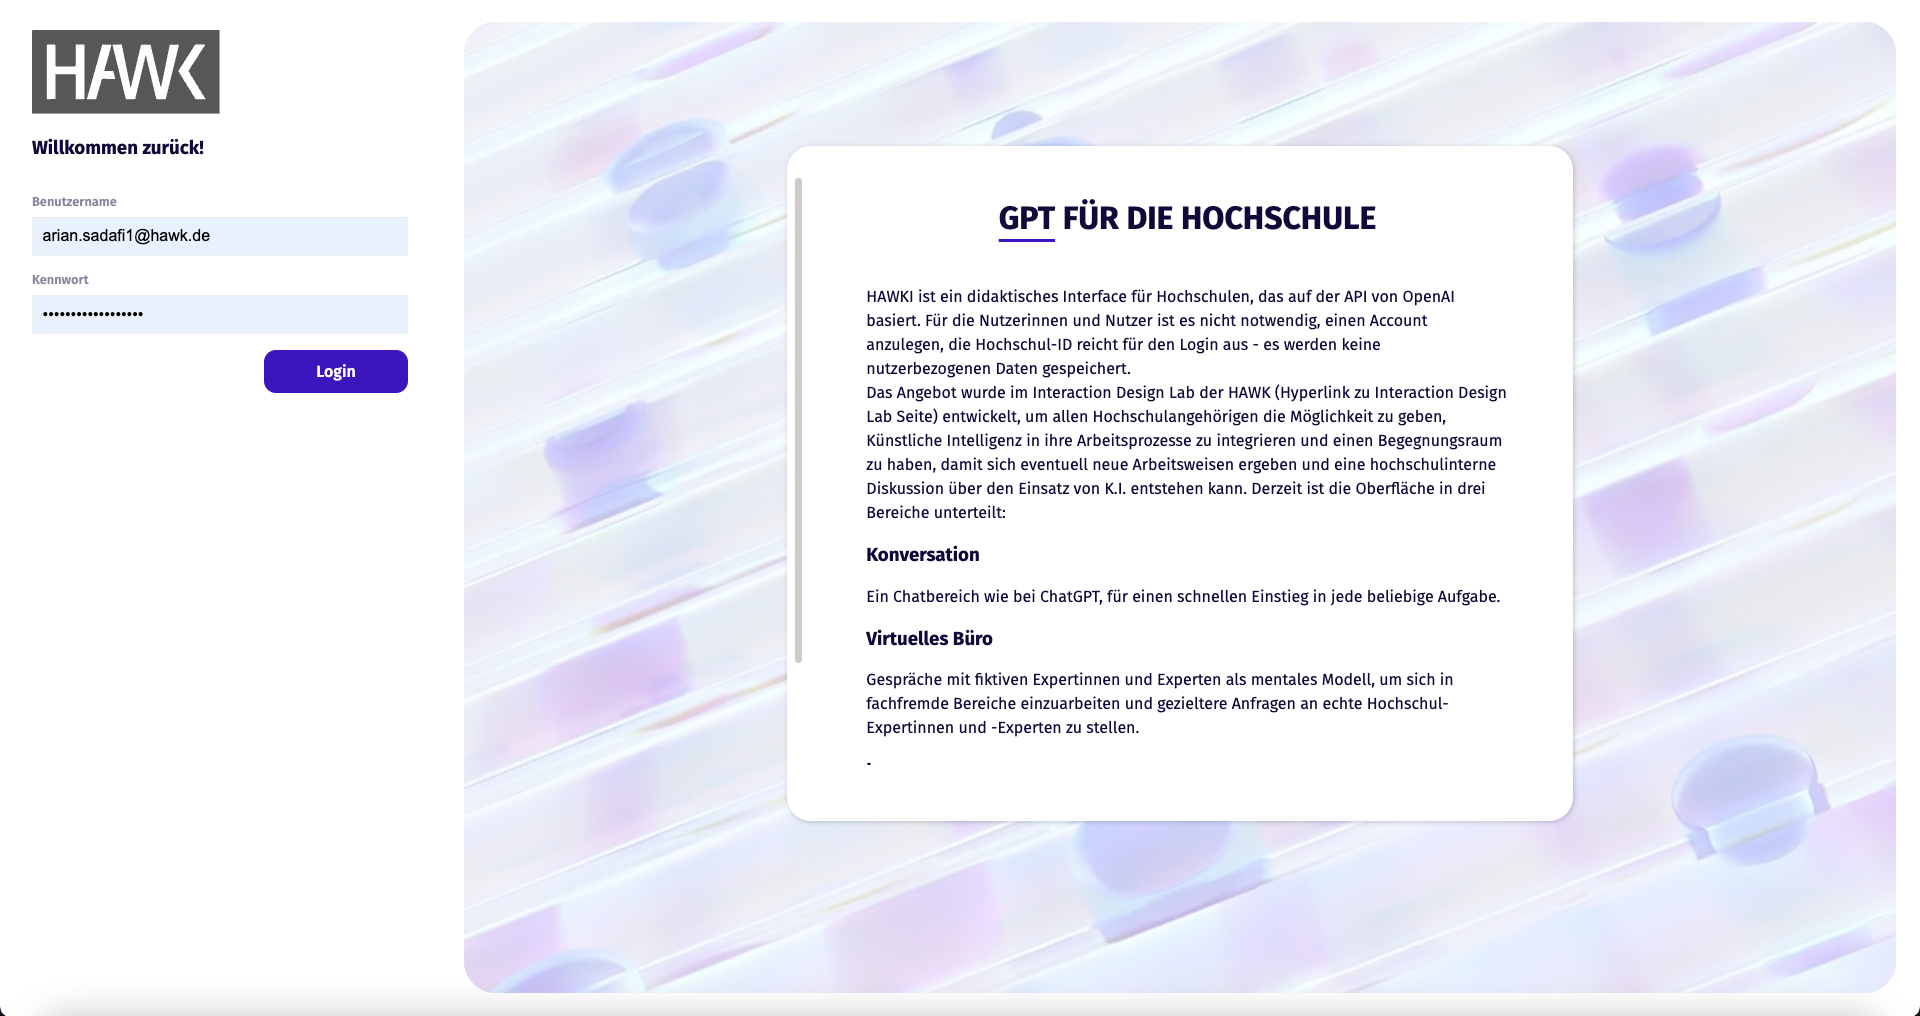 HAWK
Willkommen zurück!
Benutzername
arian.sadafi1@hawk.de
Kennwort
••••••••••••••••••
Login
GPT FÜR DIE HOCHSCHULE
HAWKI ist ein didaktisches Interface für Hochschulen, das auf der API von OpenAI
basiert. Für die Nutzerinnen und Nutzer ist es nicht notwendig, einen Account
anzulegen, die Hochschul-ID reicht für den Login aus - es werden keine
nutzerbezogenen Daten gespeichert.
Das Angebot wurde im Interaction Design Lab der HAWK (Hyperlink zu Interaction Design
Lab Seite) entwickelt, um allen Hochschulangehörigen die Möglichkeit zu geben,
Künstliche Intelligenz in ihre Arbeitsprozesse zu integrieren und einen Begegnungsraum
zu haben, damit sich eventuell neue Arbeitsweisen ergeben und eine hochschulinterne
Diskussion über den Einsatz von K.I. entstehen kann. Derzeit ist die Oberfläche in drei
Bereiche unterteilt:
Konversation
Ein Chatbereich wie bei ChatGPT, für einen schnellen Einstieg in jede beliebige Aufgabe.
Virtuelles Büro
Gespräche mit fiktiven Expertinnen und Experten als mentales Modell, um sich in
fachfremde Bereiche einzuarbeiten und gezieltere Anfragen an echte Hochschul-
Expertinnen und -Experten zu stellen.